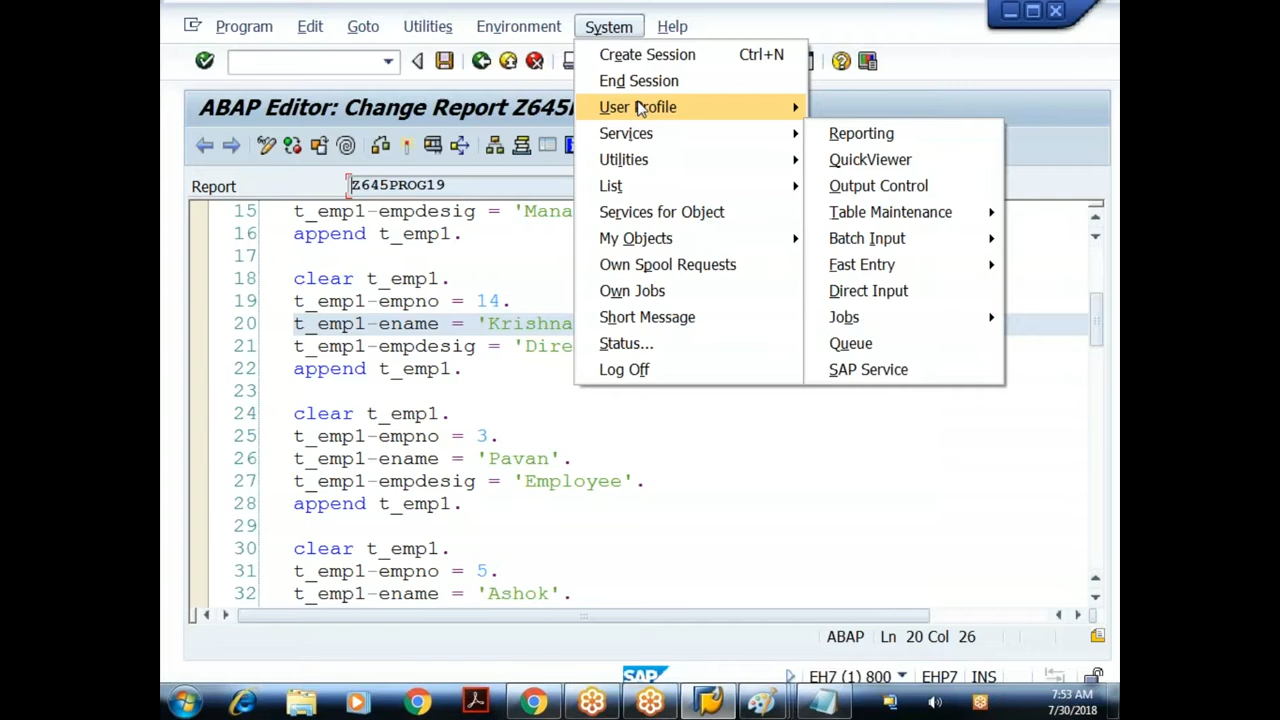 Program Edit Goto Utilities Environment System Help
Create Session Ctrl+N
End Session
User Profile
Services
Utilities
List
Services for Object
My Objects
Own Spool Requests
Own Jobs
Short Message
Status...
Log Off
Reporting
QuickViewer
Output Control
Table Maintenance
Batch Input
Fast Entry
Direct Input
Jobs
Queue
SAP Service
ABAP Editor: Change Report
Report Z645PROG19
15 t_emp1-empdesig = 'Mana
16 append t_emp1.
17
18 clear t_emp1.
19 t_emp1-empno = 14.
20 t_emp1-ename = 'Krishna
21 t_emp1-empdesig = 'Dire
22 append t_emp1.
23
24 clear t_emp1.
25 t_emp1-empno = 3.
26 t_emp1-ename = 'Pavan'.
27 t_emp1-empdesig = 'Employee'.
28 append t_emp1.
29
30 clear t_emp1.
31 t_emp1-empno = 5.
32 t_emp1-ename = 'Ashok'.
ABAP Ln 20 Col 26
SAP EH7 (1) 800 EHP7 INS
7:53 AM
7/30/2018